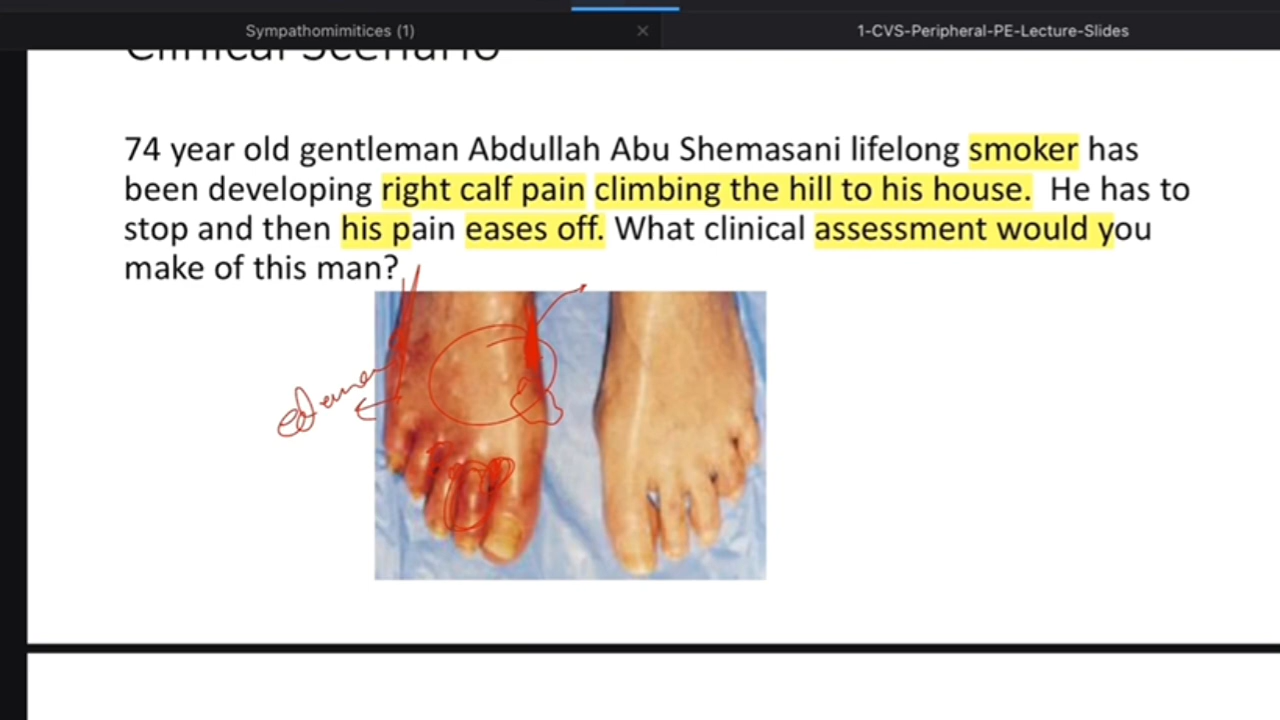 Sympathomimitices (1)
1-CVS-Peripheral-PE-Lecture-Slides
Clinical Scenario
74 year old gentleman Abdullah Abu Shemasani lifelong smoker has
been developing right calf pain climbing the hill to his house. He has to
stop and then his pain eases off. What clinical assessment would you
make of this man?